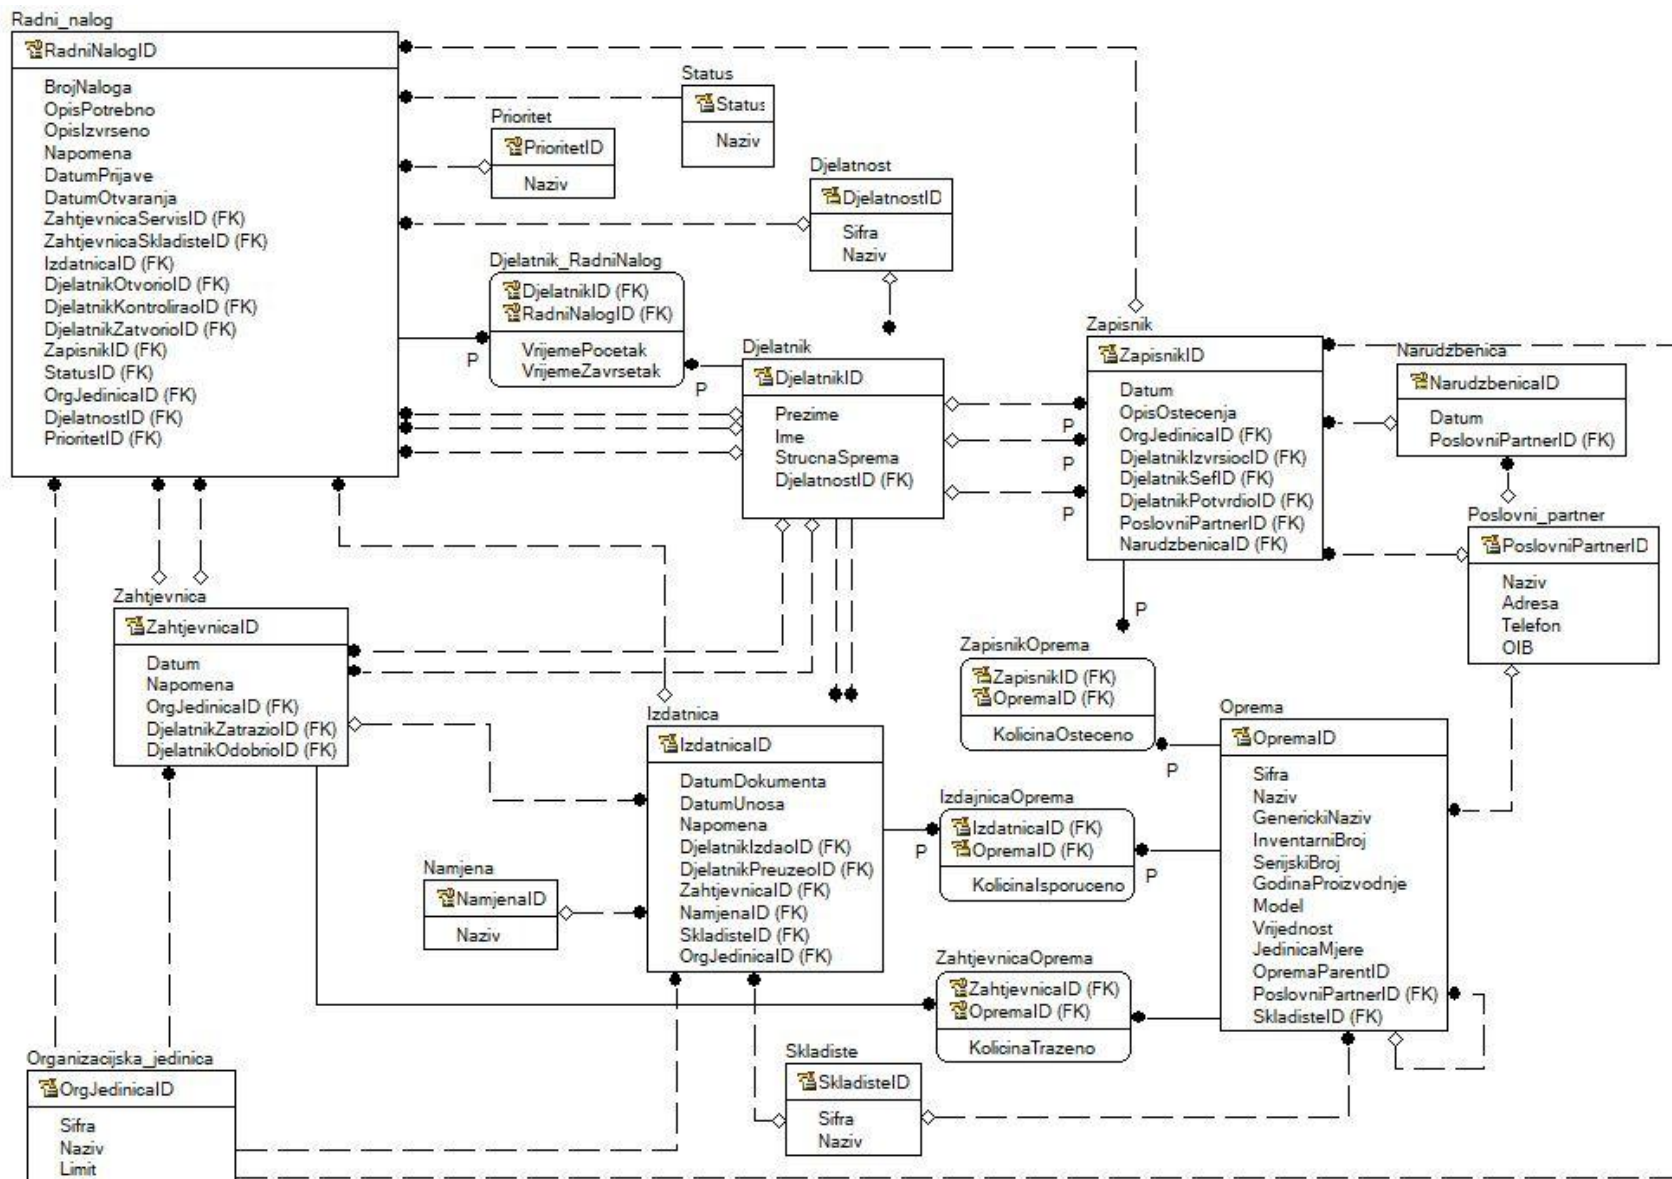 Radni_nalog
RadniNalogID
BrojNaloga
OpisPotrebno
OpisIzvrseno
Napomena
DatumPrijave
DatumOtvaranja
ZahtjevnicaServisID (FK)
ZahtjevnicaSkladisteID (FK)
IzdatnicaID (FK)
DjelatnikOtvorioID (FK)
DjelatnikKontroliraoID (FK)
DjelatnikZatvorioID (FK)
ZapisnikID (FK)
StatusID (FK)
OrgJedinicaID (FK)
DjelatnostID (FK)
PrioritetID (FK)
Status
Status
Naziv
Prioritet
PrioritetID
Naziv
Djelatnost
DjelatnostID
Sifra
Naziv
Djelatnik_RadniNalog
DjelatnikID (FK)
RadniNalogID (FK)
VrijemePocetak
VrijemeZavrsetak
P
P
Djelatnik
DjelatnikID
Prezime
Ime
StrucnaSprema
DjelatnostID (FK)
P
P
P
Zapisnik
ZapisnikID
Datum
OpisOstecenja
OrgJedinicaID (FK)
DjelatnikIzvrsiocID (FK)
DjelatnikSefID (FK)
DjelatnikPotvrdioID (FK)
PoslovniPartnerID (FK)
NarudzbenicaID (FK)
Narudzbenica
NarudzbenicaID
Datum
PoslovniPartnerID (FK)
Poslovni_partner
PoslovniPartnerID
Naziv
Adresa
Telefon
OIB
Zahtjevnica
ZahtjevnicaID
Datum
Napomena
OrgJedinicaID (FK)
DjelatnikZatrazioID (FK)
DjelatnikOdobrioID (FK)
P
ZapisnikOprema
ZapisnikID (FK)
OpremaID (FK)
KolicinaOsteceno
P
Izdatnica
IzdatnicaID
DatumDokumenta
DatumUnosa
Napomena
DjelatnikIzdaoID (FK)
DjelatnikPreuzeoID (FK)
ZahtjevnicaID (FK)
NamjenaID (FK)
SkladisteID (FK)
OrgJedinicaID (FK)
Oprema
OpremaID
Sifra
Naziv
GenerickiNaziv
InventarniBroj
SerijskiBroj
GodinaProizvodnje
Model
Vrijednost
JedinicaMjere
OpremaParentID
PoslovniPartnerID (FK)
SkladisteID (FK)
IzdajnicaOprema
IzdatnicaID (FK)
OpremaID (FK)
KolicinaIsporuceno
P
P
Namjena
NamjenaID
Naziv
ZahtjevnicaOprema
ZahtjevnicaID (FK)
OpremaID (FK)
KolicinaTrazeno
Organizacijska_jedinica
OrgJedinicaID
Sifra
Naziv
Limit
Skladiste
SkladisteID
Sifra
Naziv